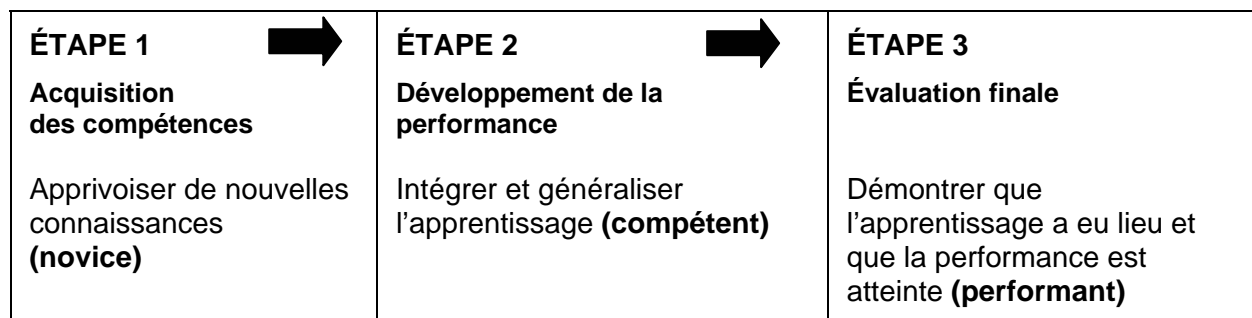 ÉTAPE 1
Acquisition
des compétences
Apprivoiser de nouvelles
connaissances
(novice)
ÉTAPE 2
Développement de la
performance
Intégrer et généraliser
l’apprentissage (compétent)
ÉTAPE 3
Évaluation finale
Démontrer que
l’apprentissage a eu lieu et
que la performance est
atteinte (performant)